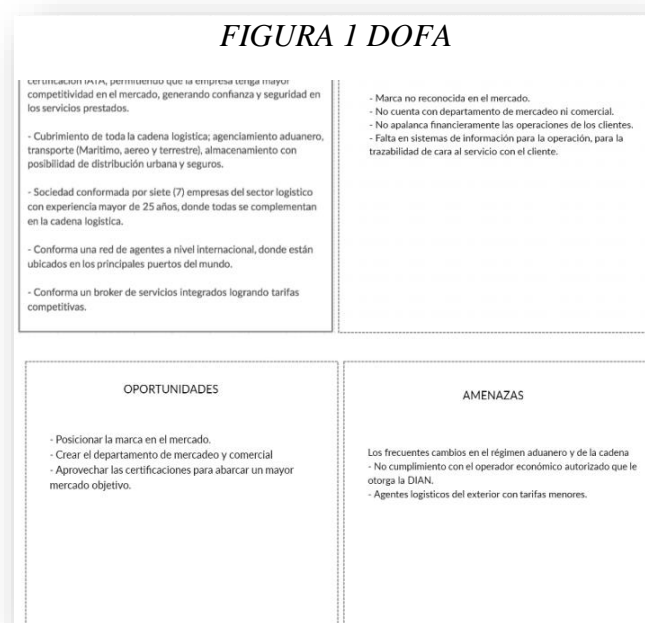 FIGURA 1 DOFA
certificación IATA, permitiendo que la empresa tenga mayor
competitividad en el mercado, generando confianza y seguridad en
los servicios prestados.
- Cubrimiento de toda la cadena logistica; agenciamiento aduanero,
transporte (Maritimo, aereo y terrestre), almacenamiento con
posibilidad de distribución urbana y seguros.
- Sociedad conformada por siete (7) empresas del sector logistico
con experiencia mayor de 25 años, donde todas se complementan
en la cadena logistica.
- Conforma una red de agentes a nivel internacional, donde están
ubicados en los principales puertos del mundo.
- Conforma un broker de servicios integrados logrando tarifas
competitivas.
- Marca no reconocida en el mercado.
- No cuenta con departamento de mercadeo ni comercial.
- No apalanca financieramente las operaciones de los clientes.
- Falta en sistemas de información para la operación, para la
trazabilidad de cara al servicio con el cliente.
OPORTUNIDADES
- Posicionar la marca en el mercado.
- Crear el departamento de mercadeo y comercial
- Aprovechar las certificaciones para abarcar un mayor
mercado objetivo.
AMENAZAS
Los frecuentes cambios en el régimen aduanero y de la cadena
- No cumplimiento con el operador económico autorizado que le
otorga la DIAN.
- Agentes logisticos del exterior con tarifas menores.